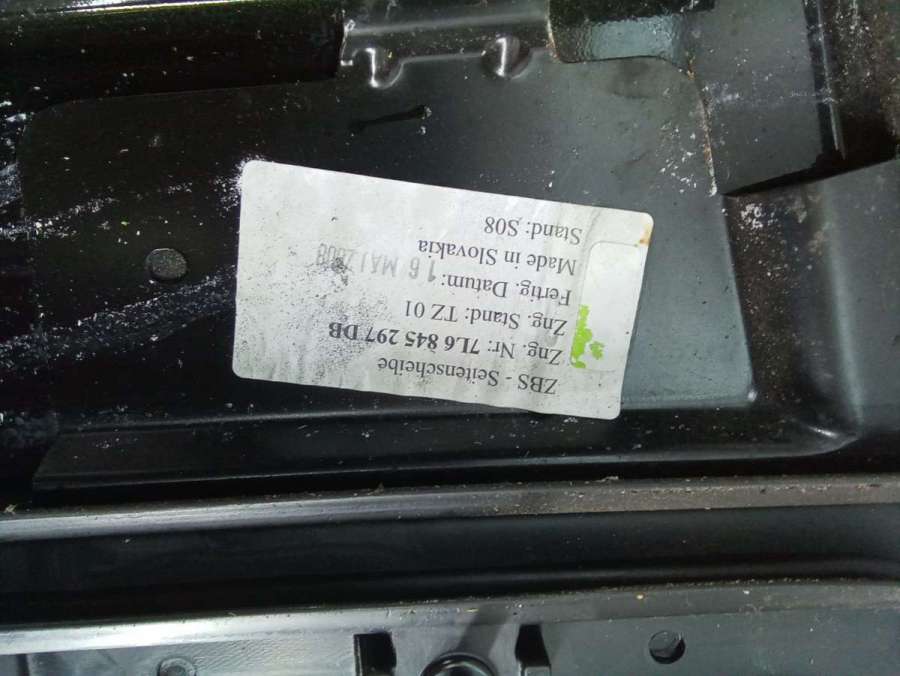 ZBS - Seitenscheibe
Zng. Nr: 7L6 845 297 DB
Zng. Stand: TZ 01
Fertig. Datum: 16 MAI 2008
Made in Slovakia
Stand: S08